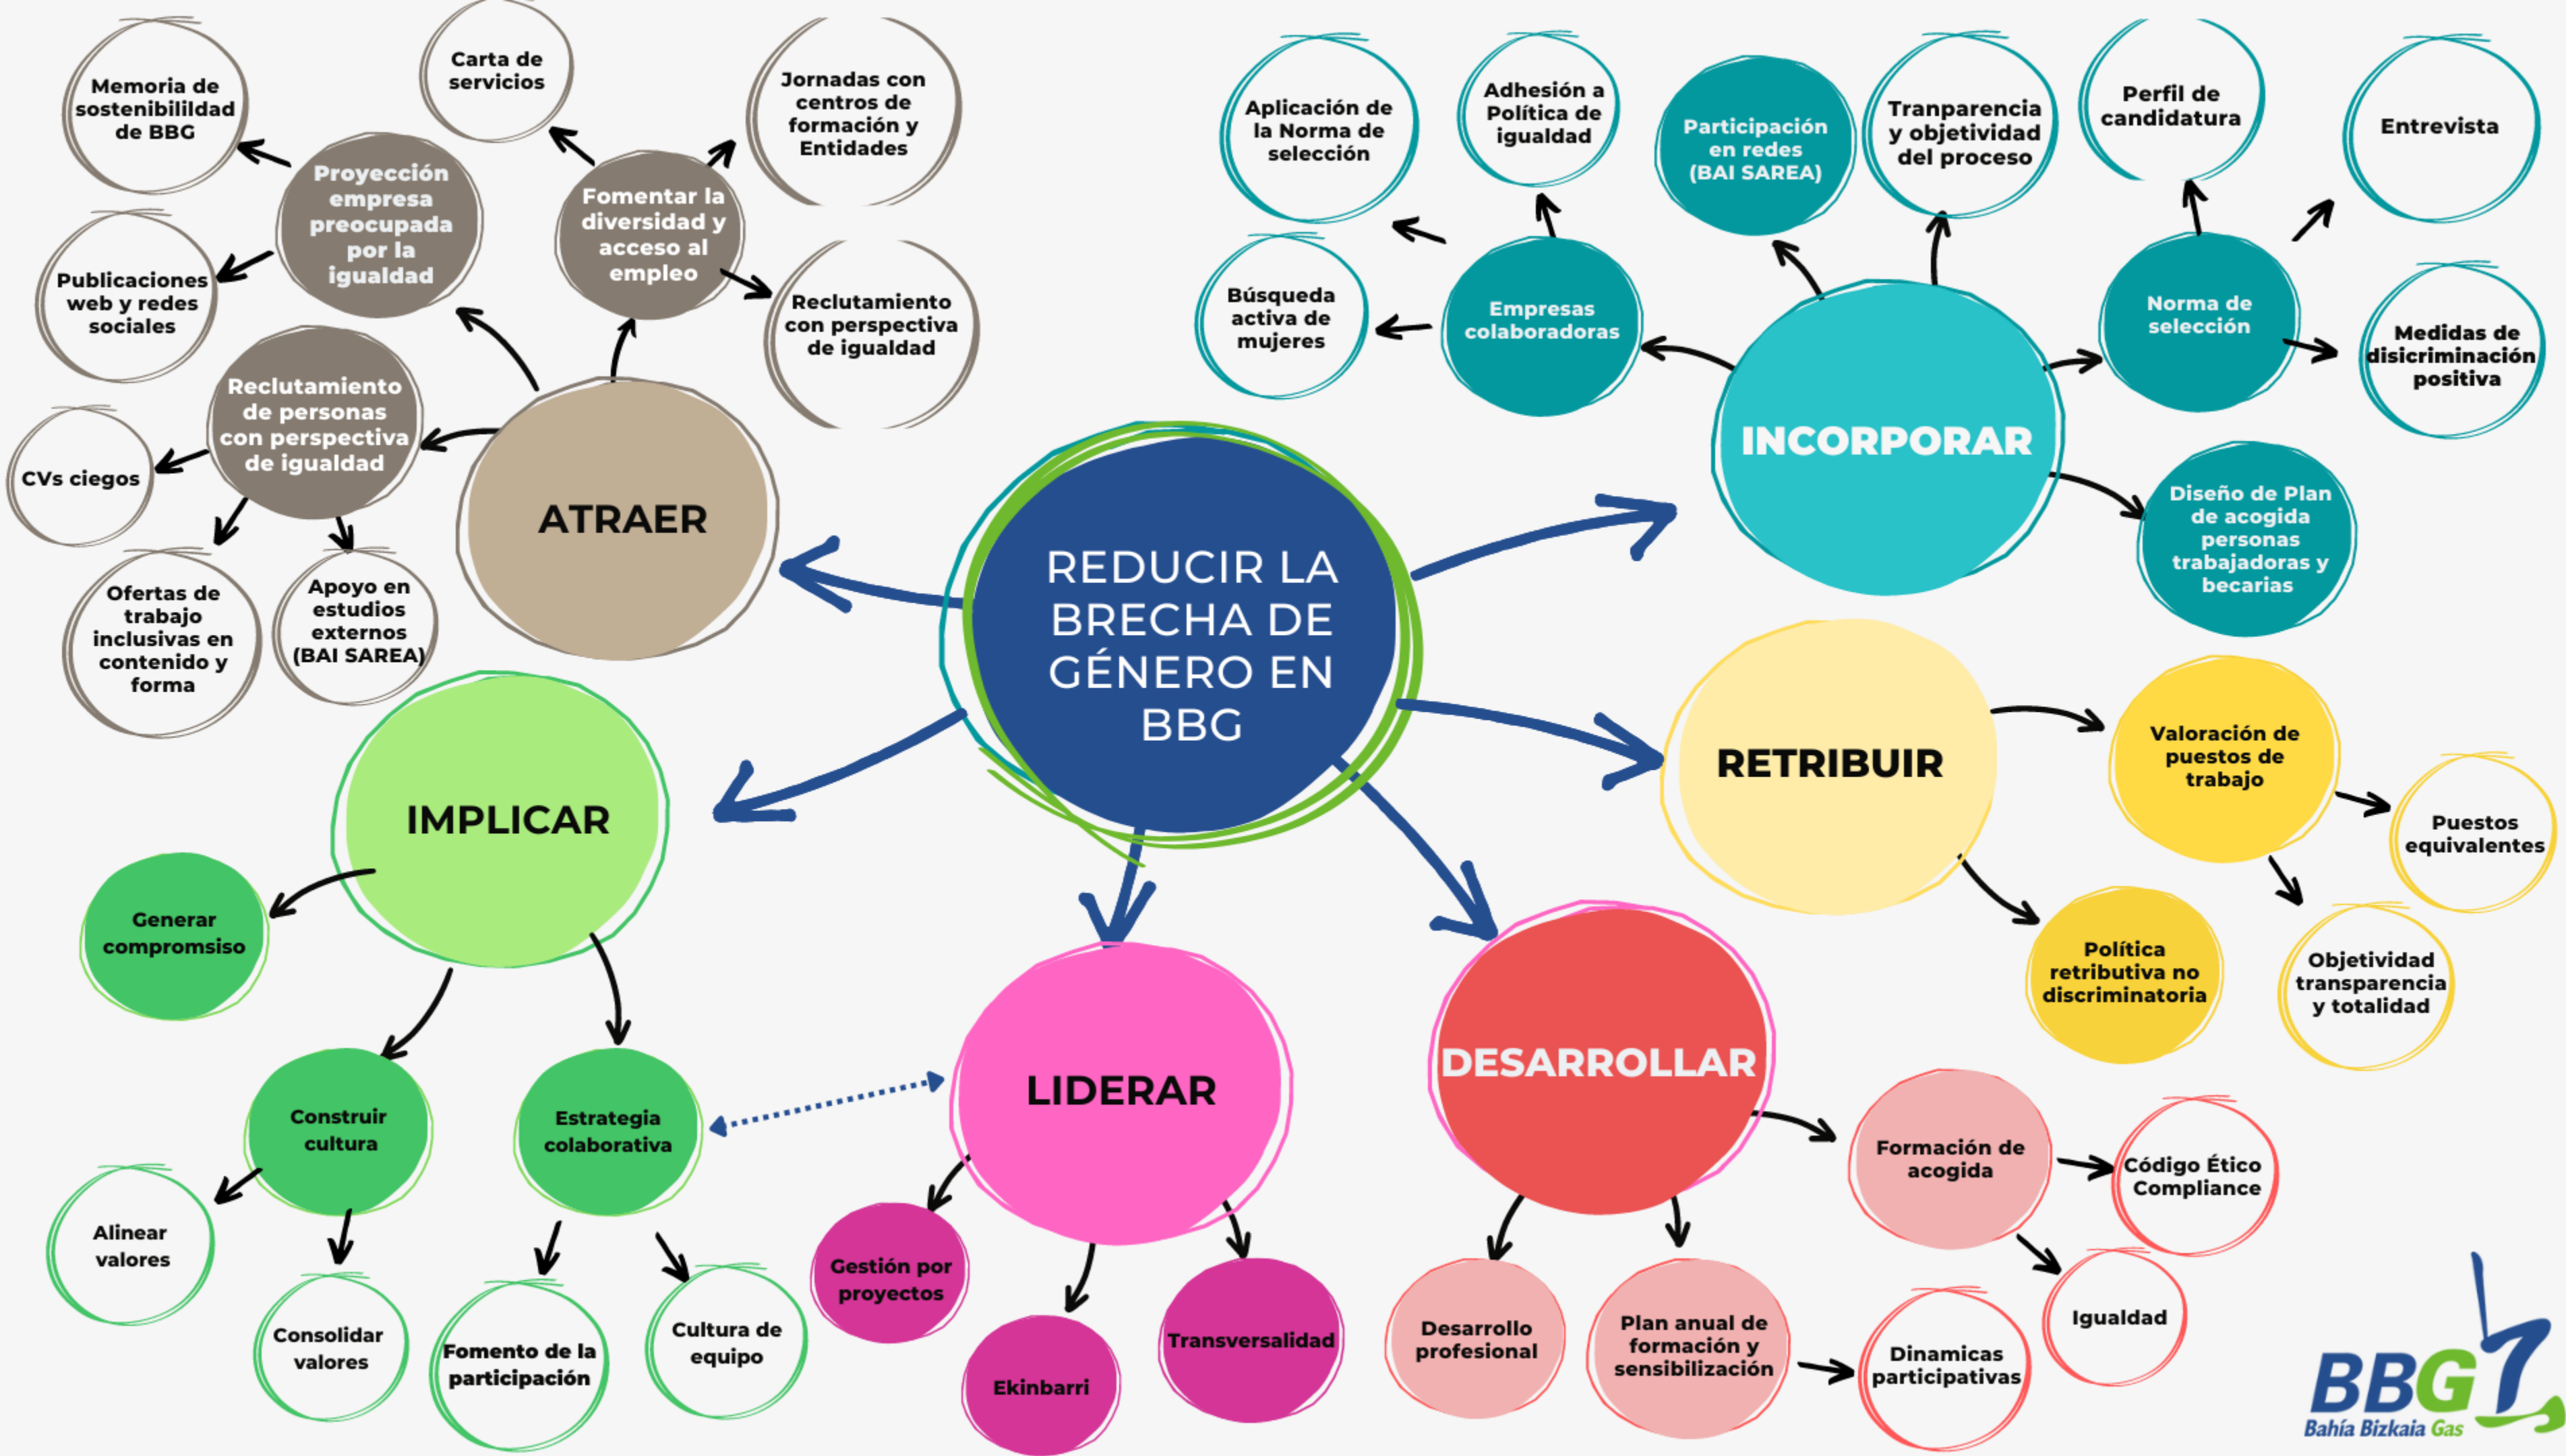 Memoria de
sostenibilildad
de BBG
Carta de
servicios
Jornadas con
centros de
formación y
Entidades
Proyección
empresa
preocupada
por la
igualdad
Fomentar la
diversidad y
acceso al
empleo
Publicaciones
web y redes
sociales
Reclutamiento
con perspectiva
de igualdad
Reclutamiento
de personas
con perspectiva
de igualdad
CVs ciegos
Ofertas de
trabajo
inclusivas en
contenido y
forma
Apoyo en
estudios
externos
(BAI SAREA)
ATRAER
Aplicación de
la Norma de
selección
Adhesión a
Política de
igualdad
Participación
en redes
(BAI SAREA)
Tranparencia
y objetividad
del proceso
Perfil de
candidatura
Entrevista
Búsqueda
activa de
mujeres
Empresas
colaboradoras
Norma de
selección
Medidas de
disicriminación
positiva
INCORPORAR
Diseño de Plan
de acogida
personas
trabajadoras y
becarias
REDUCIR LA
BRECHA DE
GÉNERO EN
BBG
RETRIBUIR
Valoración de
puestos de
trabajo
Puestos
equivalentes
Política
retributiva no
discriminatoria
Objetividad
transparencia
y totalidad
IMPLICAR
Generar
compromsiso
Construir
cultura
Estrategia
colaborativa
Alinear
valores
Consolidar
valores
Fomento de la
participación
Cultura de
equipo
LIDERAR
Gestión por
proyectos
Ekinbarri
Transversalidad
DESARROLLAR
Formación de
acogida
Código Ético
Compliance
Igualdad
Desarrollo
profesional
Plan anual de
formación y
sensibilización
Dinamicas
participativas
BBG
Bahía Bizkaia Gas